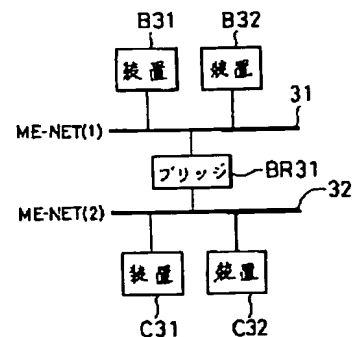 B31 B32
装置 装置
31
ME-NET(1)
ブリッジ
BR31
32
ME-NET(2)
装置 装置
C31 C32